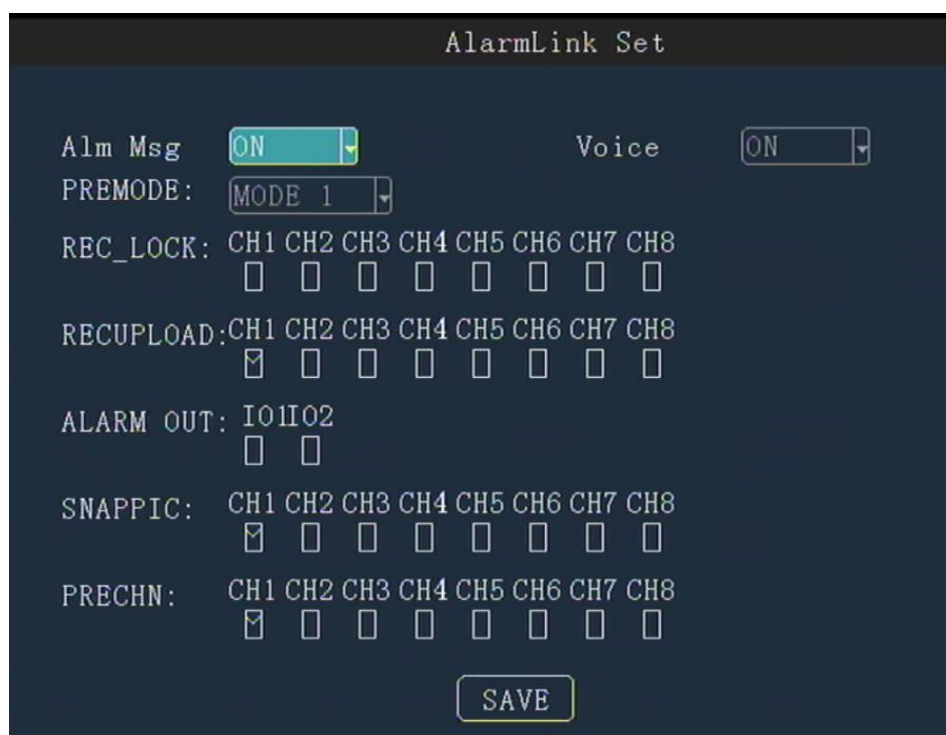 AlarmLink Set
Alm Msg ON Voice ON
PREMODE: MODE 1
REC_LOCK: CH1 CH2 CH3 CH4 CH5 CH6 CH7 CH8
RECUPLOAD: CH1 CH2 CH3 CH4 CH5 CH6 CH7 CH8
ALARM OUT: IO1 IO2
SNAPPIC: CH1 CH2 CH3 CH4 CH5 CH6 CH7 CH8
PRECHN: CH1 CH2 CH3 CH4 CH5 CH6 CH7 CH8
SAVE